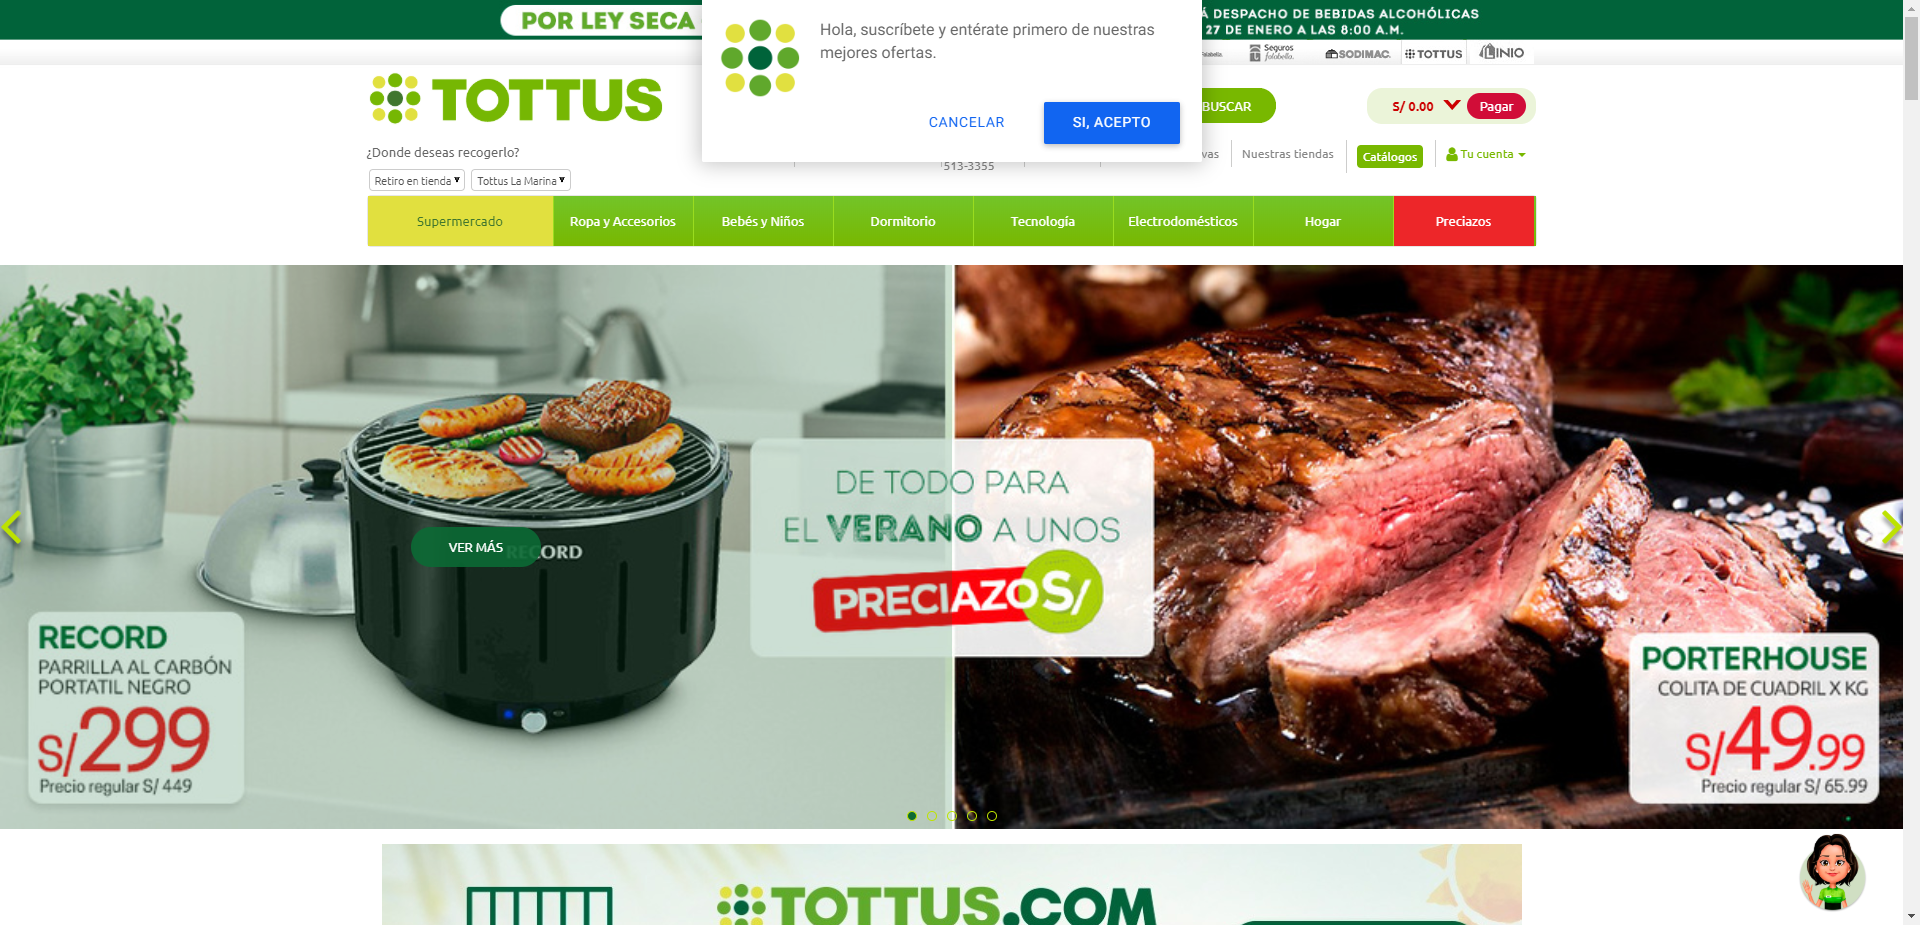 POR LEY SECA
Á DESPACHO DE BEBIDAS ALCOHÓLICAS
27 DE ENERO A LAS 8:00 A.M.
Hola, suscríbete y entérate primero de nuestras
mejores ofertas.
CANCELAR
SI, ACEPTO
Seguros
falabella.
SODIMAC.
TOTTUS
LINIO
TOTTUS
BUSCAR
S/ 0.00
Pagar
¿Donde deseas recogerlo?
Retiro en tienda
Tottus La Marina
513-3355
vas
Nuestras tiendas
Catálogos
Tu cuenta
Supermercado
Ropa y Accesorios
Bebés y Niños
Dormitorio
Tecnología
Electrodomésticos
Hogar
Preciazos
DE TODO PARA
EL VERANO A UNOS
PRECIAZOS/
VER MÁS
RECORD
RECORD
PARRILLA AL CARBÓN
PORTATIL NEGRO
S/299
Precio regular S/ 449
PORTERHOUSE
COLITA DE CUADRIL X KG
S/49.99
Precio regular S/ 65.99
TOTTUS.COM